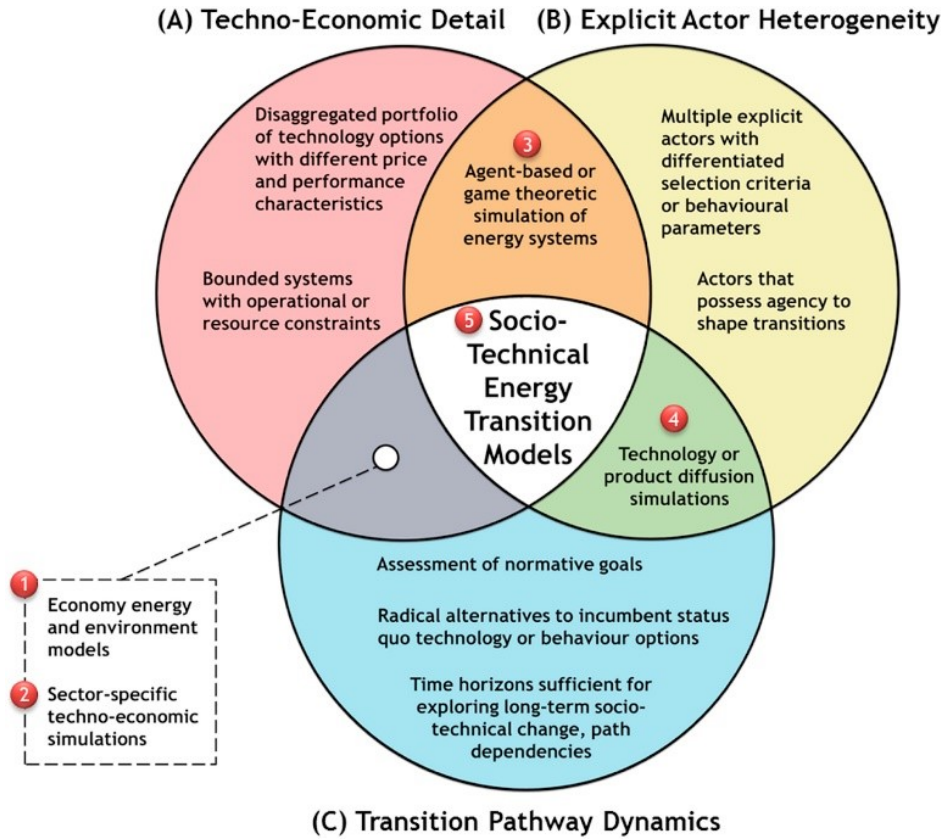 (A) Techno-Economic Detail
(B) Explicit Actor Heterogeneity
Disaggregated portfolio
of technology options
with different price
and performance
characteristics
Bounded systems
with operational or
resource constraints
3
Agent-based or
game theoretic
simulation of
energy systems
Multiple explicit
actors with
differentiated
selection criteria
or behavioural
parameters
Actors that
possess agency to
shape transitions
5
Socio-
Technical
Energy
Transition
Models
4
Technology or
product diffusion
simulations
1
Economy energy
and environment
models
2
Sector-specific
techno-economic
simulations
Assessment of normative goals
Radical alternatives to incumbent status
quo technology or behaviour options
Time horizons sufficient for
exploring long-term socio-
technical change, path
dependencies
(C) Transition Pathway Dynamics